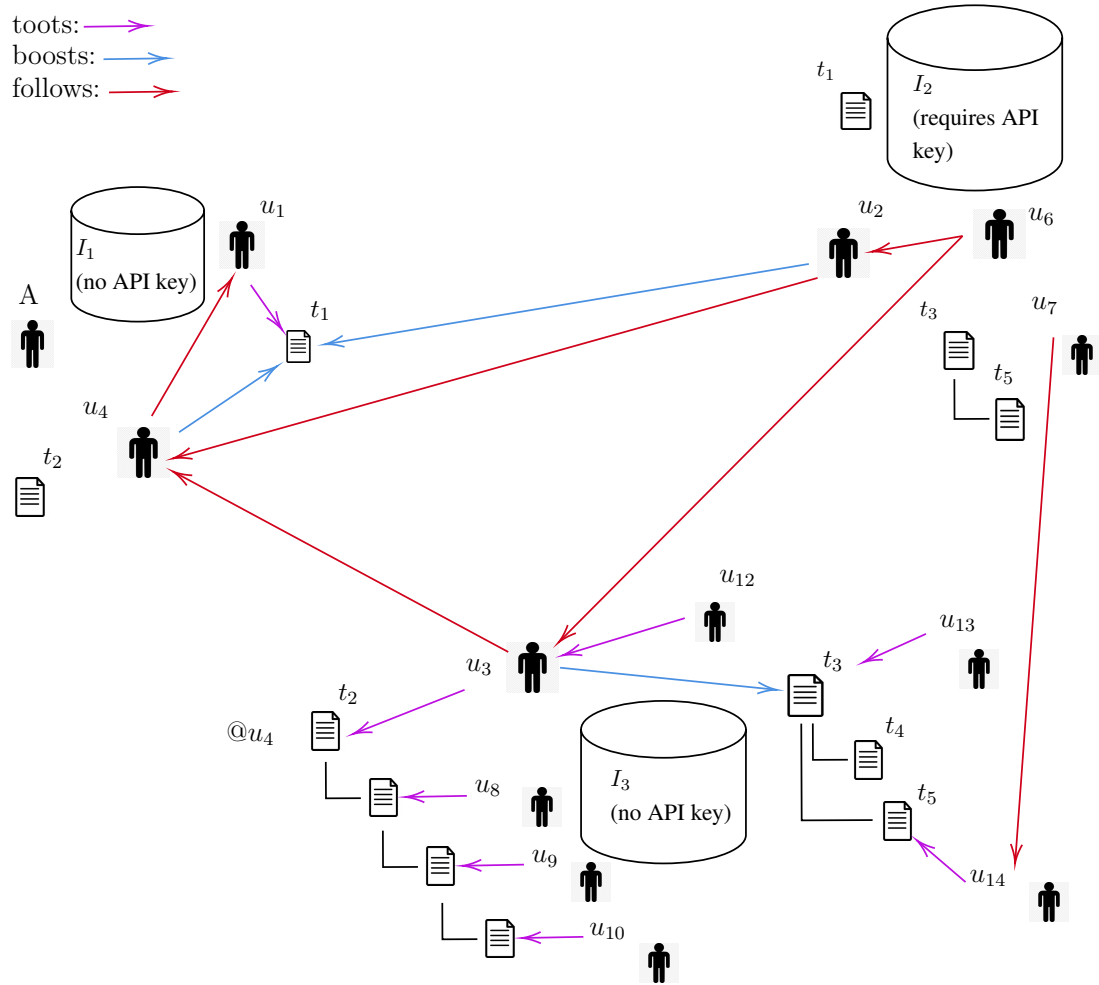 toots:
boosts:
follows:
t1
I2
(requires API
key)
u1
u2
u6
I1
(no API key)
A
t1
t3
u7
t5
u4
t2
u12
u13
u3
t3
t2
@u4
t4
I3
(no API key)
u8
t5
u9
u14
u10